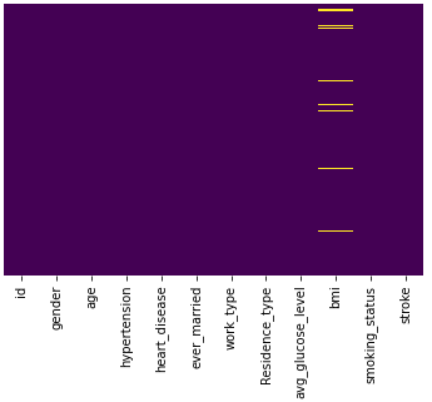 id
gender
age
hypertension
heart_disease
ever_married
work_type
Residence_type
avg_glucose_level
bmi
smoking_status
stroke